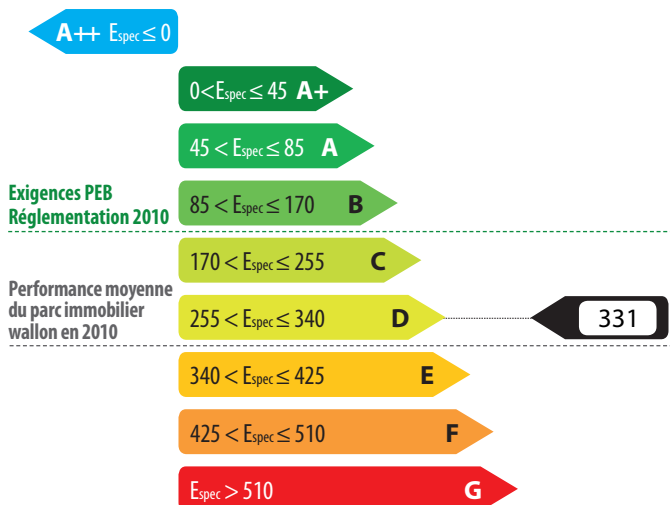 A++ Espec ≤ 0
0<Espec ≤ 45 A+
45 < Espec ≤ 85 A
Exigences PEB
Réglementation 2010
85 < Espec ≤ 170 B
170 < Espec ≤ 255 C
Performance moyenne
du parc immobilier
wallon en 2010
255 < Espec ≤ 340 D
331
340 < Espec ≤ 425 E
425 < Espec ≤ 510 F
Espec > 510 G